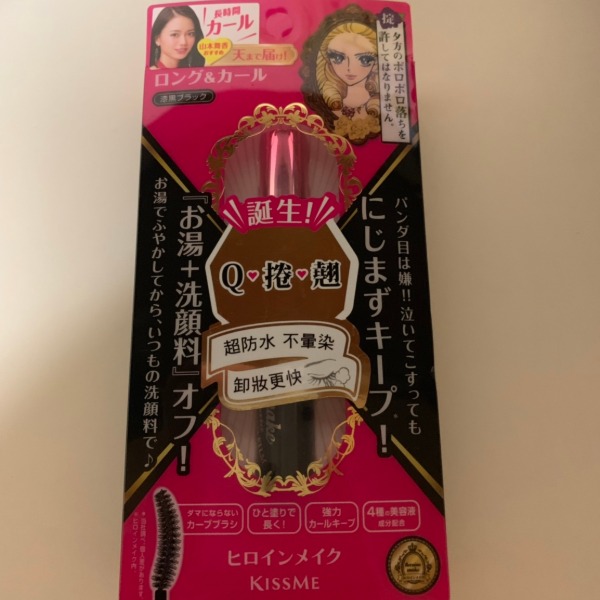 長時間
カール
山本舞香
おすすめ
天まで届け!
ロング&カール
漆黒ブラック
掟
夕方のポロポロ落ちを
許してはなりません。
誕生!
Q♥捲♥翹
超防水 不暈染
卸妝更快
パンダ目は嫌!! 泣いてこすっても
にじまずキープ!
『お湯+洗顔料』オフ!
お湯でふやかしてから、いつもの洗顔料で♪
ダマにならない
カーブブラシ
ひと塗りで
長く!
強力
カールキープ
4種の美容液
成分配合
ヒロインメイク
KISSME